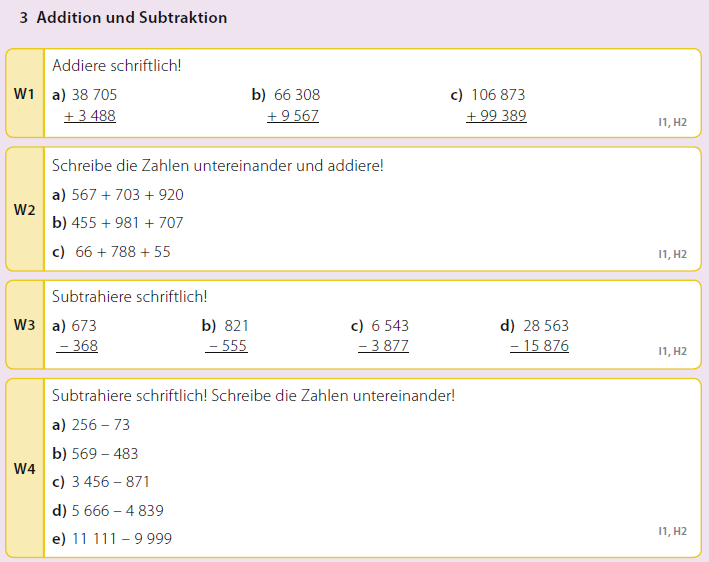 3 Addition und Subtraktion
W1
Addiere schriftlich!
a) 38 705 b) 66 308 c) 106 873
+ 3 488 + 9 567 + 99 389
I1, H2
W2
Schreibe die Zahlen untereinander und addiere!
a) 567 + 703 + 920
b) 455 + 981 + 707
c) 66 + 788 + 55
I1, H2
W3
Subtrahiere schriftlich!
a) 673 b) 821 c) 6 543 d) 28 563
– 368 – 555 – 3 877 – 15 876
I1, H2
W4
Subtrahiere schriftlich! Schreibe die Zahlen untereinander!
a) 256 – 73
b) 569 – 483
c) 3 456 – 871
d) 5 666 – 4 839
e) 11 111 – 9 999
I1, H2